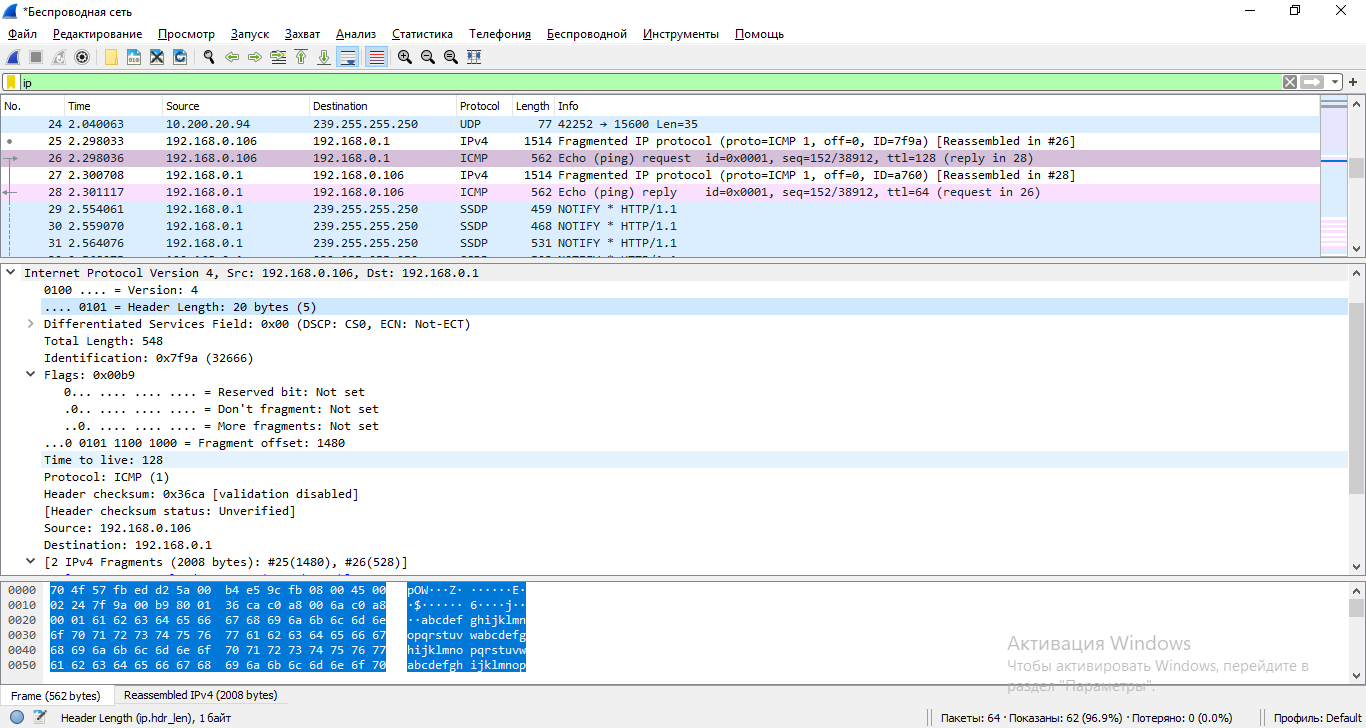 *Беспроводная сеть
Файл Редактирование Просмотр Запуск Захват Анализ Статистика Телефония Беспроводной Инструменты Помощь
ip
No. Time Source Destination Protocol Length Info
24 2.040063 10.200.20.94 239.255.255.250 UDP 77 42252 → 15600 Len=35
25 2.298033 192.168.0.106 192.168.0.1 IPv4 1514 Fragmented IP protocol (proto=ICMP 1, off=0, ID=7f9a) [Reassembled in #26]
26 2.298036 192.168.0.106 192.168.0.1 ICMP 562 Echo (ping) request id=0x0001, seq=152/38912, ttl=128 (reply in 28)
27 2.300708 192.168.0.1 192.168.0.106 IPv4 1514 Fragmented IP protocol (proto=ICMP 1, off=0, ID=a760) [Reassembled in #28]
28 2.301117 192.168.0.1 192.168.0.106 ICMP 562 Echo (ping) reply id=0x0001, seq=152/38912, ttl=64 (request in 26)
29 2.554061 192.168.0.1 239.255.255.250 SSDP 459 NOTIFY * HTTP/1.1
30 2.559070 192.168.0.1 239.255.255.250 SSDP 468 NOTIFY * HTTP/1.1
31 2.564076 192.168.0.1 239.255.255.250 SSDP 531 NOTIFY * HTTP/1.1
Internet Protocol Version 4, Src: 192.168.0.106, Dst: 192.168.0.1
0100 .... = Version: 4
.... 0101 = Header Length: 20 bytes (5)
Differentiated Services Field: 0x00 (DSCP: CS0, ECN: Not-ECT)
Total Length: 548
Identification: 0x7f9a (32666)
Flags: 0x00b9
0... .... .... .... = Reserved bit: Not set
.0.. .... .... .... = Don't fragment: Not set
..0. .... .... .... = More fragments: Not set
...0 0101 1100 1000 = Fragment offset: 1480
Time to live: 128
Protocol: ICMP (1)
Header checksum: 0x36ca [validation disabled]
[Header checksum status: Unverified]
Source: 192.168.0.106
Destination: 192.168.0.1
[2 IPv4 Fragments (2008 bytes): #25(1480), #26(528)]
0000 70 4f 57 fb ed d2 5a 00 b4 e5 9c fb 08 00 45 00 pOW···Z· ······E·
0010 02 24 7f 9a 00 b9 80 01 36 ca c0 a8 00 6a c0 a8 ·$······ 6····j··
0020 00 01 61 62 63 64 65 66 67 68 69 6a 6b 6c 6d 6e ··abcdef ghijklmn
0030 6f 70 71 72 73 74 75 76 77 61 62 63 64 65 66 67 opqrstuv wabcdefg
0040 68 69 6a 6b 6c 6d 6e 6f 70 71 72 73 74 75 76 77 hijklmno pqrstuvw
0050 61 62 63 64 65 66 67 68 69 6a 6b 6c 6d 6e 6f 70 abcdefgh ijklmnop
Активация Windows
Чтобы активировать Windows, перейдите в
раздел "Параметры".
Frame (562 bytes) Reassembled IPv4 (2008 bytes)
Header Length (ip.hdr_len), 1 байт Пакеты: 64 · Показаны: 62 (96.9%) · Потеряно: 0 (0.0%) Профиль: Default